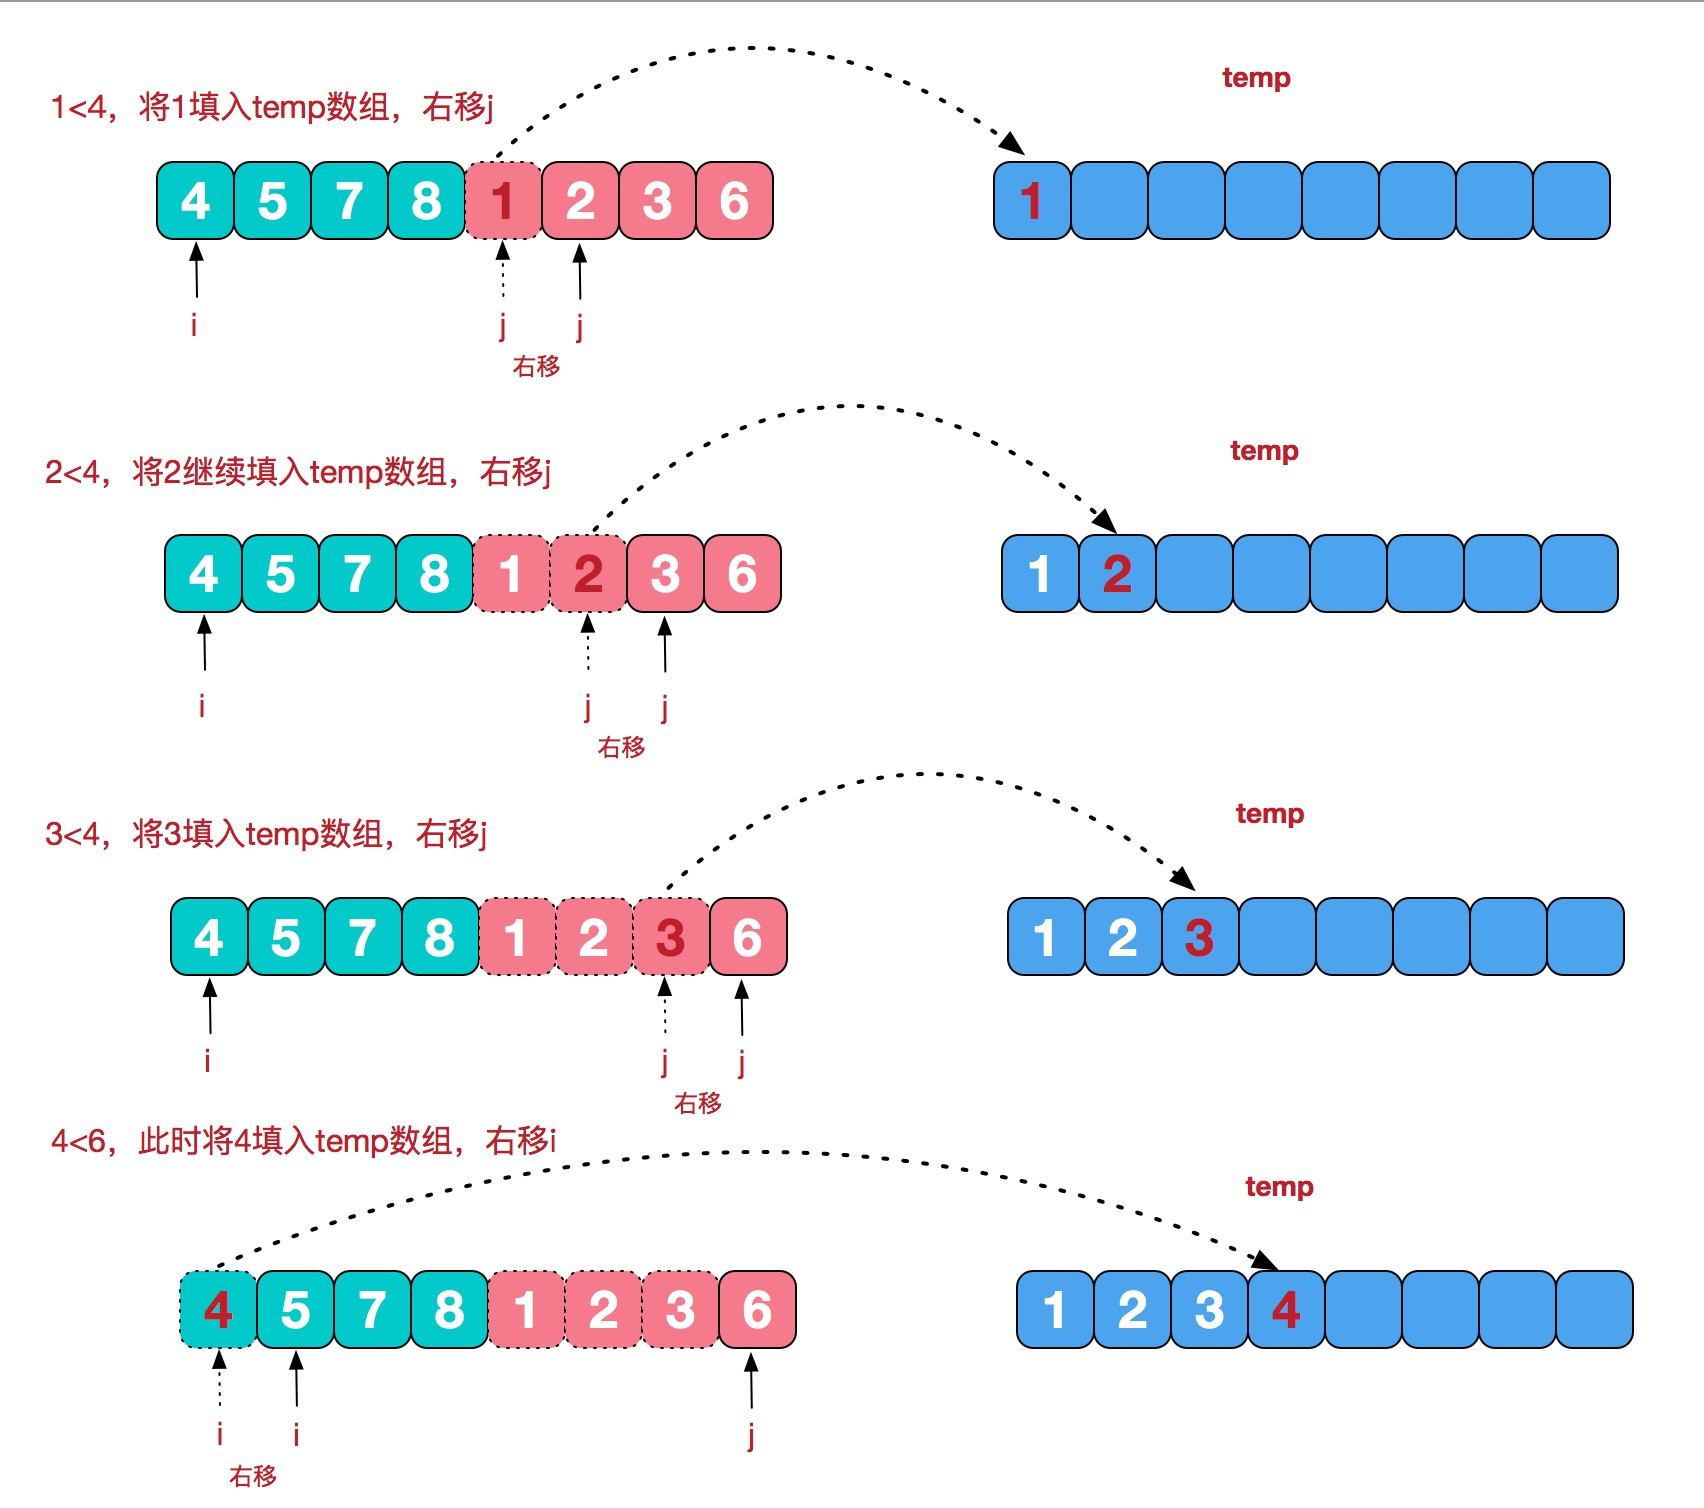 temp
1<4，将1填入temp数组，右移j
4 5 7 8 1 2 3 6
1
i j j
右移
temp
2<4，将2继续填入temp数组，右移j
4 5 7 8 1 2 3 6
1 2
i j j
右移
temp
3<4，将3填入temp数组，右移j
4 5 7 8 1 2 3 6
1 2 3
i j j
右移
4<6，此时将4填入temp数组，右移i
temp
4 5 7 8 1 2 3 6
1 2 3 4
i i j
右移